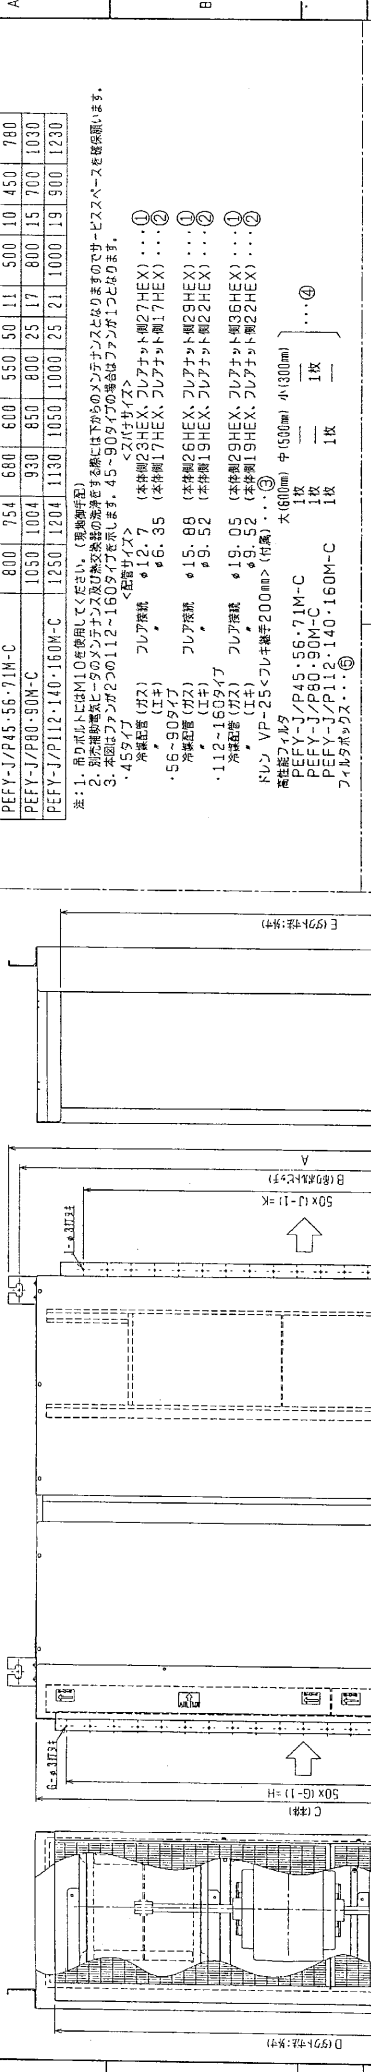 A
B
PEFY-J/P45·56·71M-C 800 754 680 600 550 50 11 500 10 450 780
PEFY-J/P80·90M-C 1050 1004 930 850 800 25 17 800 15 700 1030
PEFY-J/P112·140·160M-C 1250 1204 1130 1050 1000 25 21 1000 19 900 1230
注:1. 吊りボルトにはM10を使用してください。(現地御手配)
2. 別売補助電気ヒータのメンテナンス及び熱交換器の洗浄をする際には下からのメンテナンスとなりますのでサービススペースを確保願います。
3. 本図はファンが2つの112~160タイプを示します。45~90タイプの場合はファンが1つとなります。
<配管サイズ> <スパナサイズ>
·45タイプ
冷媒配管 (ガス) フレア接続 φ12.7 (本体側23HEX、フレアナット側27HEX)···①
〃 (エキ) 〃 φ6.35 (本体側17HEX、フレアナット側17HEX)···②
·56~90タイプ
冷媒配管 (ガス) フレア接続 φ15.88 (本体側26HEX、フレアナット側29HEX)···①
〃 (エキ) 〃 φ9.52 (本体側19HEX、フレアナット側22HEX)···②
·112~160タイプ
冷媒配管 (ガス) フレア接続 φ19.05 (本体側29HEX、フレアナット側36HEX)···①
〃 (エキ) 〃 φ9.52 (本体側19HEX、フレアナット側22HEX)···②
ドレン VP-25<フレキ継手200mm>(付属)···③
高性能フィルタ 大(600mm) 中(500mm) 小(300mm)
PEFY-J/P45·56·71M-C 1枚 — —
PEFY-J/P80·90M-C 1枚 — 1枚
PEFY-J/P112·140·160M-C 1枚 1枚 —
···④
フィルタボックス···⑤
E(ダクト寸法:外寸)
A
B(吊りボルトピッチ)
50×(J-1)=K
J-φ3打ヌキ
G-φ3打ヌキ
50×(G-1)=H
C(本体)
D(ダクト寸法:外寸)